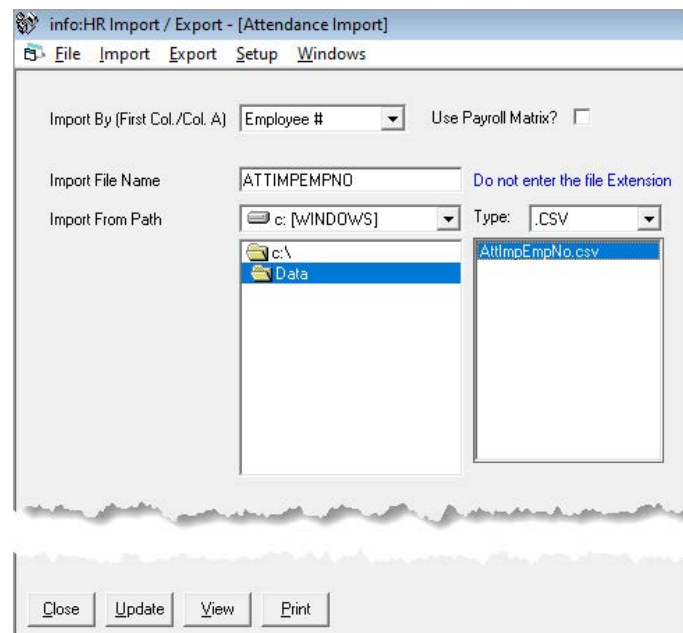 info:HR Import / Export - [Attendance Import]
File Import Export Setup Windows
Import By (First Col./Col. A) Employee # Use Payroll Matrix?
Import File Name ATTIMPEMPNO Do not enter the file Extension
Import From Path c: [WINDOWS] Type: .CSV
c:\ AttImpEmpNo.csv
Data
Close Update View Print